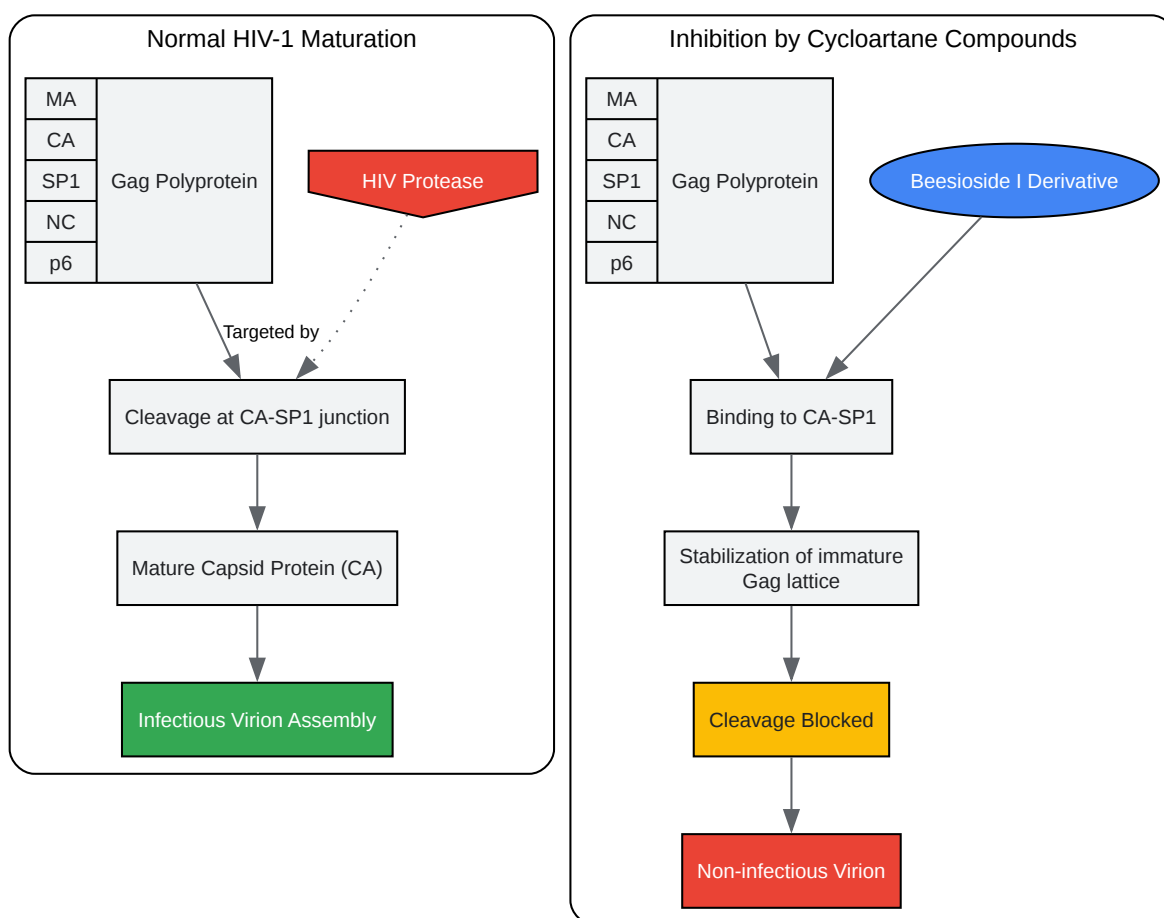 Normal HIV-1 Maturation
MA
CA
SP1
NC
p6
Gag Polyprotein
HIV Protease
Targeted by
Cleavage at CA-SP1 junction
Mature Capsid Protein (CA)
Infectious Virion Assembly
Inhibition by Cycloartane Compounds
MA
CA
SP1
NC
p6
Gag Polyprotein
Beesioside I Derivative
Binding to CA-SP1
Stabilization of immature
Gag lattice
Cleavage Blocked
Non-infectious Virion